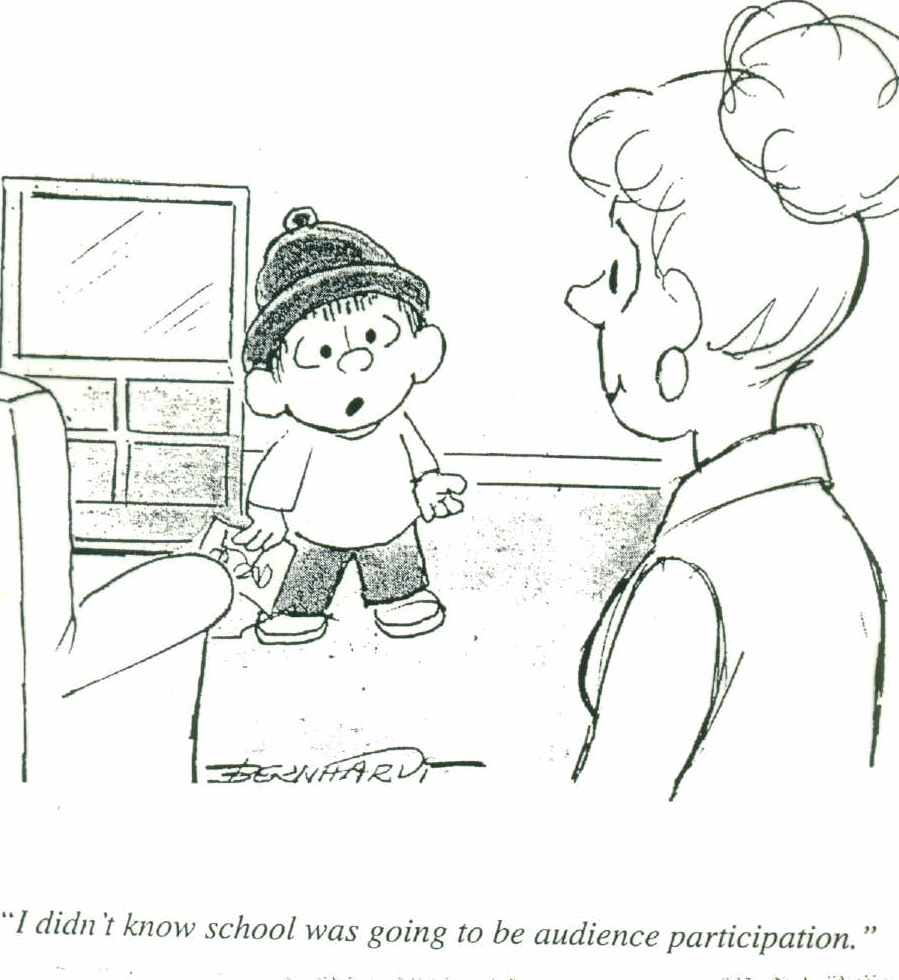 BERNHARDT
"I didn't know school was going to be audience participation."